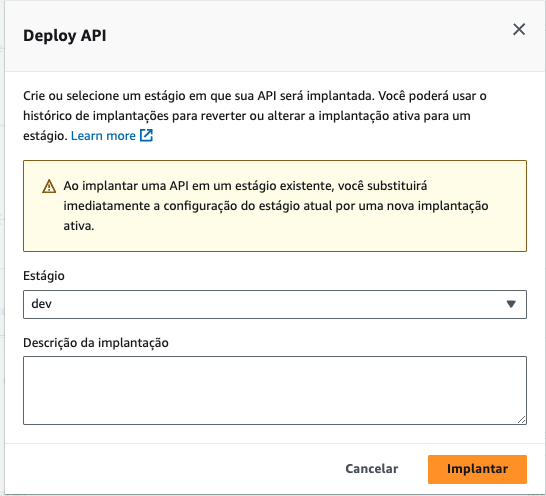 Deploy API
Crie ou selecione um estágio em que sua API será implantada. Você poderá usar o
histórico de implantações para reverter ou alterar a implantação ativa para um
estágio. Learn more
Ao implantar uma API em um estágio existente, você substituirá
imediatamente a configuração do estágio atual por uma nova implantação
ativa.
Estágio
dev
Descrição da implantação
Cancelar
Implantar